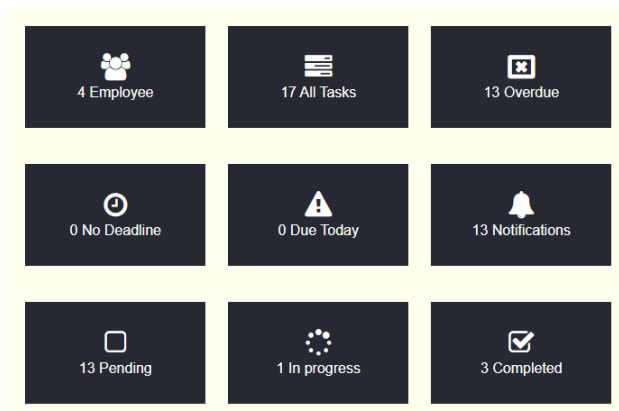 4 Employee
17 All Tasks
13 Overdue
0 No Deadline
0 Due Today
13 Notifications
13 Pending
1 In progress
3 Completed